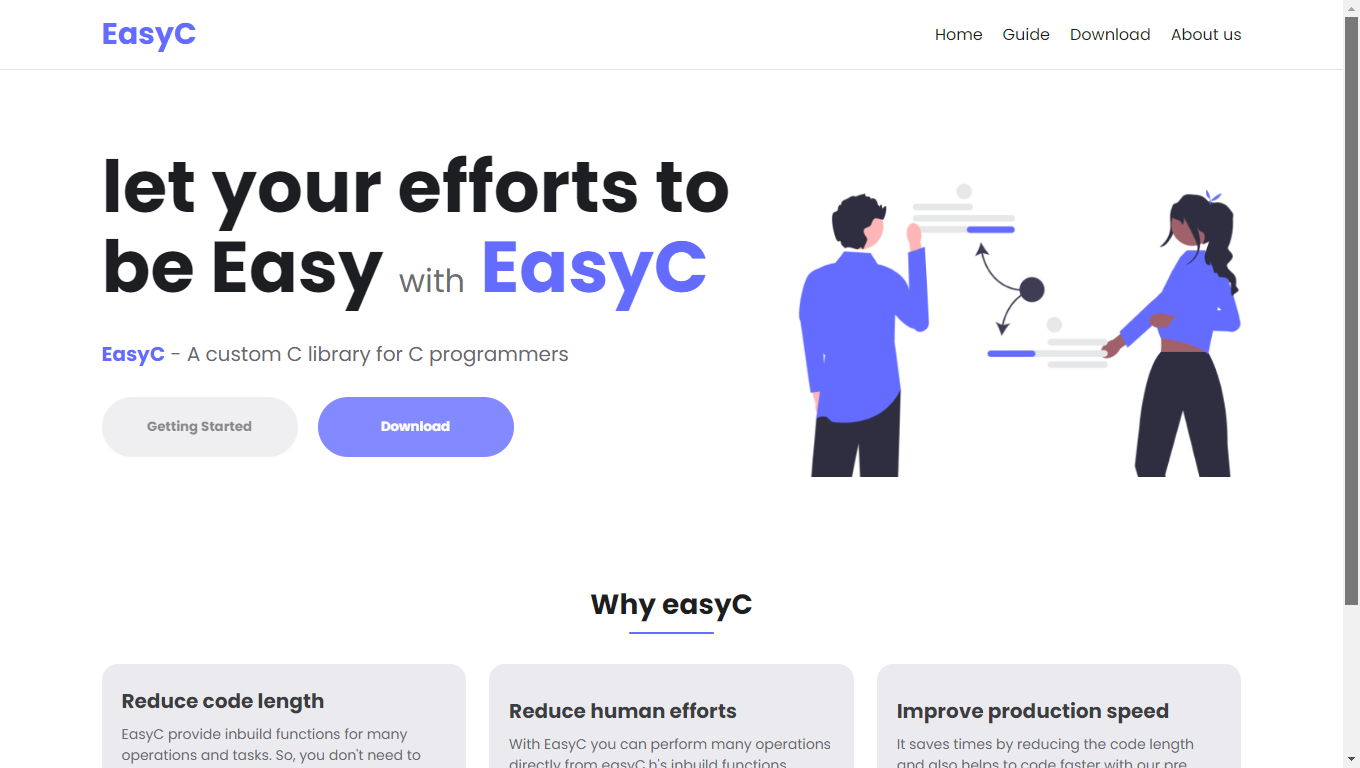 EasyC
Home Guide Download About us
let your efforts to
be Easy with EasyC
EasyC - A custom C library for C programmers
Getting Started Download
Why easyC
Reduce code length
EasyC provide inbuild functions for many
operations and tasks. So, you don't need to
Reduce human efforts
With EasyC you can perform many operations
directly from easyC.h's inbuild functions
Improve production speed
It saves times by reducing the code length
and also helps to code faster with our pre